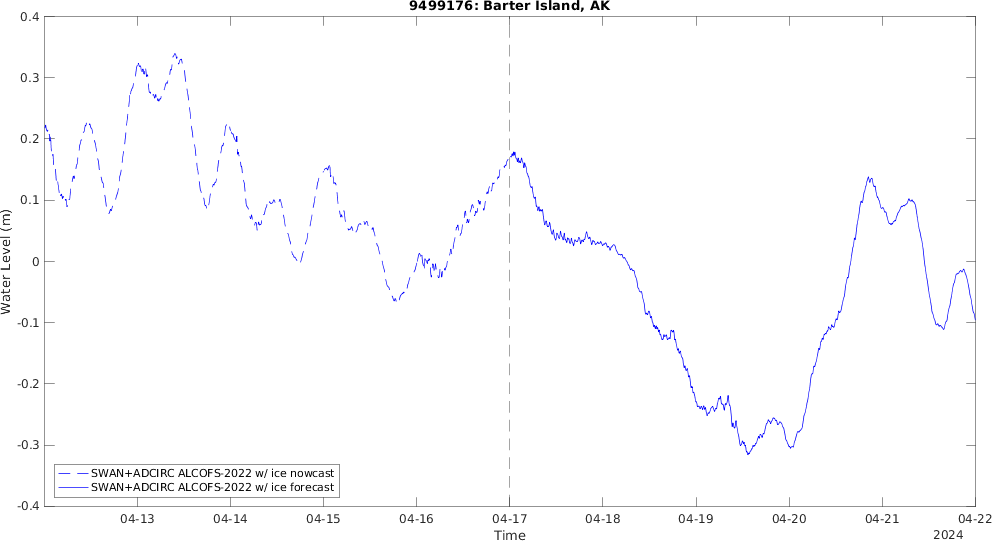 9499176: Barter Island, AK
0.4
0.3
0.2
0.1
0
-0.1
-0.2
-0.3
-0.4
Water Level (m)
SWAN+ADCIRC ALCOFS-2022 w/ ice nowcast
SWAN+ADCIRC ALCOFS-2022 w/ ice forecast
04-13 04-14 04-15 04-16 04-17 04-18 04-19 04-20 04-21 04-22
Time
2024